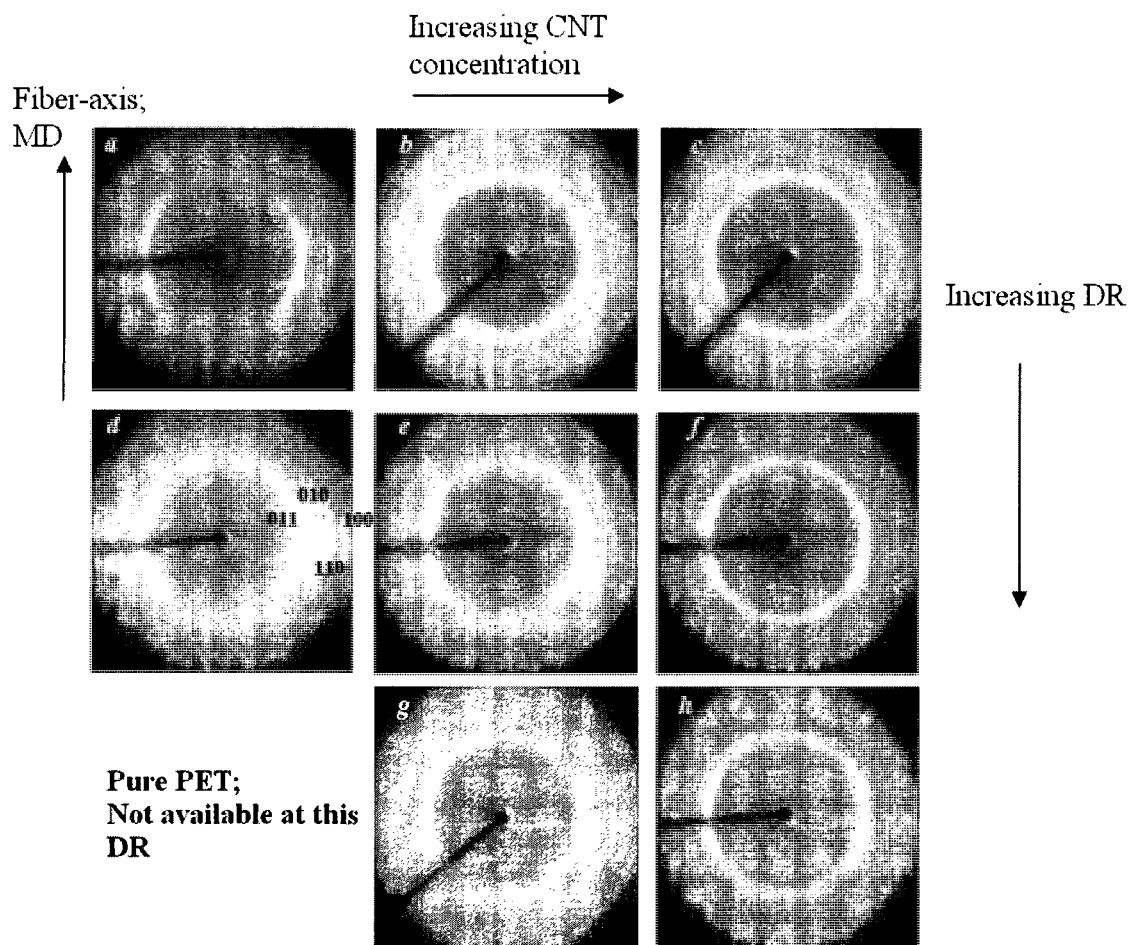 Increasing CNT
concentration
Fiber-axis;
MD
a
b
c
Increasing DR
d
010
011
100
110
e
f
g
h
Pure PET;
Not available at this
DR